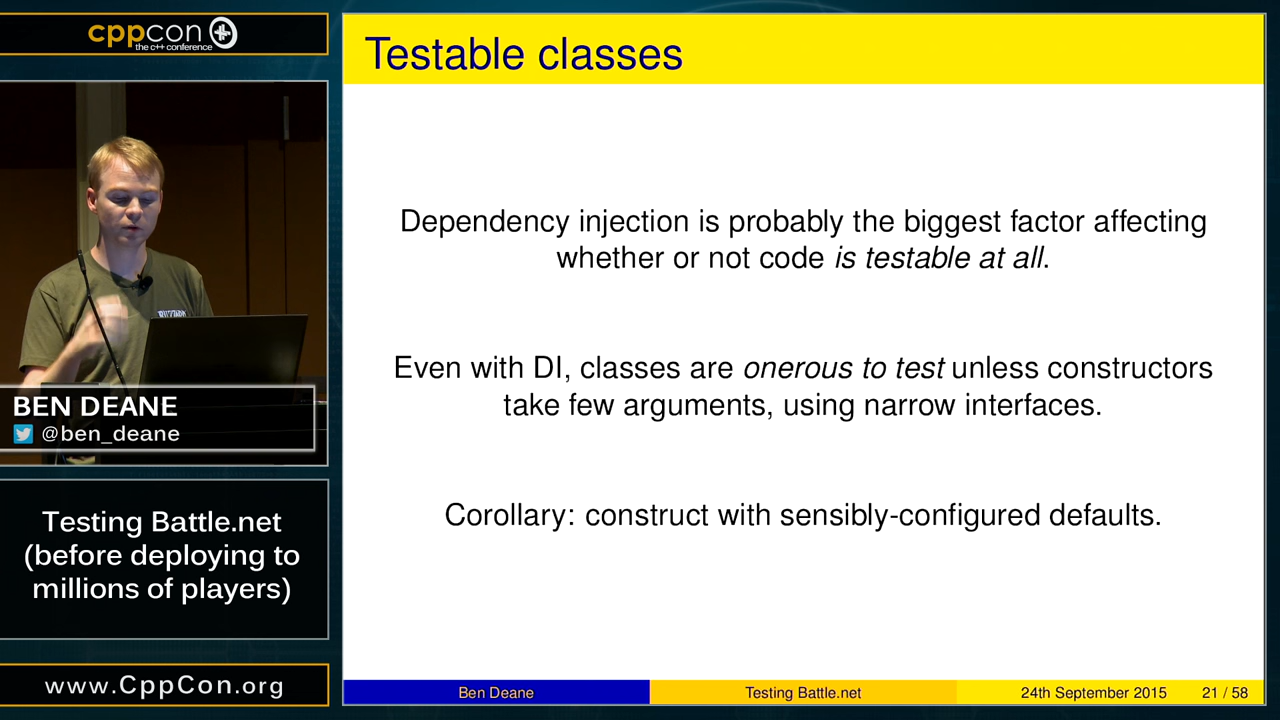 cppcon
the c++ conference
BLIZZARD
BEN DEANE
@ben_deane
Testing Battle.net
(before deploying to
millions of players)
www.CppCon.org
Testable classes
Dependency injection is probably the biggest factor affecting
whether or not code is testable at all.
Even with DI, classes are onerous to test unless constructors
take few arguments, using narrow interfaces.
Corollary: construct with sensibly-configured defaults.
Ben Deane
Testing Battle.net
24th September 2015
21 / 58